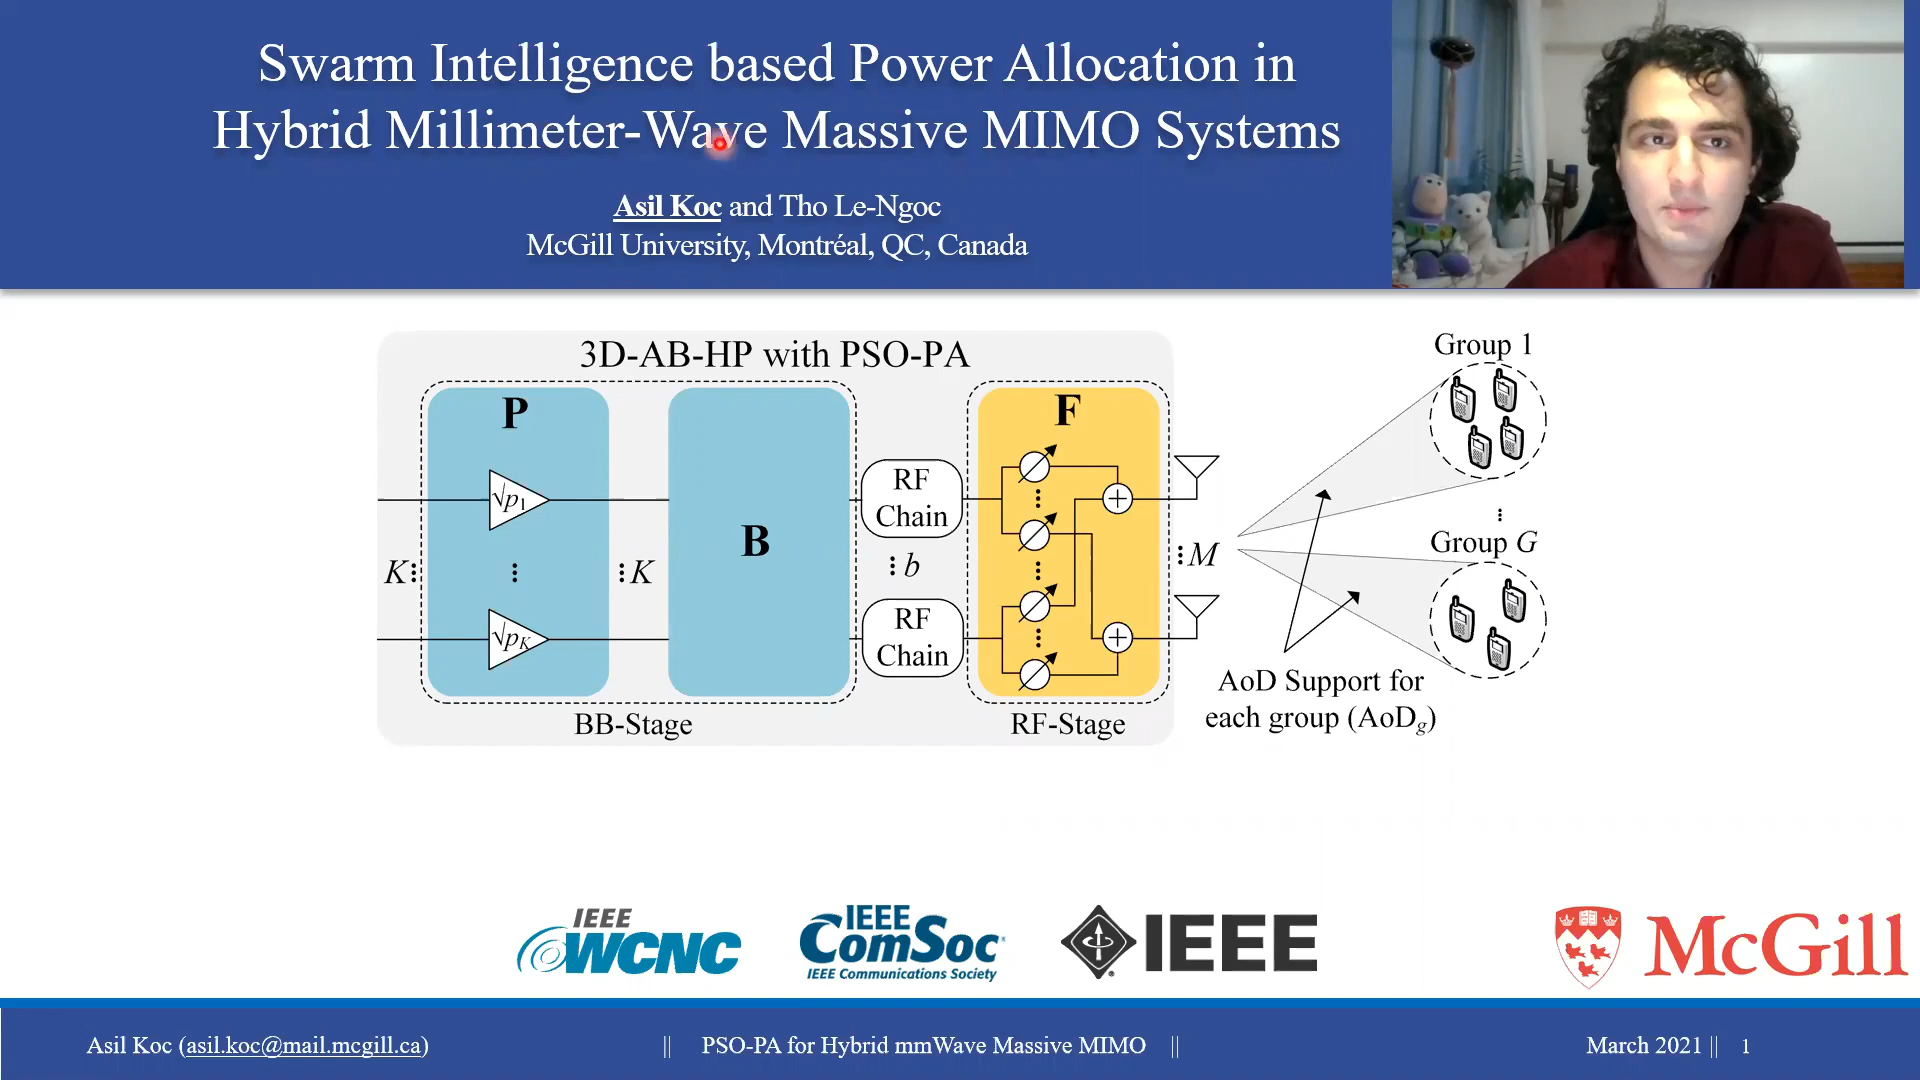 Swarm Intelligence based Power Allocation in
Hybrid Millimeter-Wave Massive MIMO Systems
Asil Koc and Tho Le-Ngoc
McGill University, Montréal, QC, Canada
3D-AB-HP with PSO-PA
P
B
F
√p1
√pK
K
K
RF
Chain
b
RF
Chain
M
BB-Stage
RF-Stage
Group 1
Group G
AoD Support for
each group (AoDg)
IEEE
WCNC
IEEE
ComSoc
IEEE Communications Society
IEEE
McGill
Asil Koc (asil.koc@mail.mcgill.ca) || PSO-PA for Hybrid mmWave Massive MIMO || March 2021 || 1